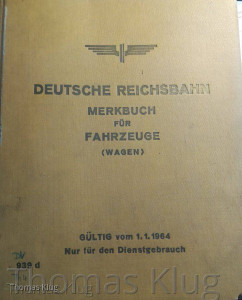 DEUTSCHE REICHSBAHN
MERKBUCH
FÜR
FAHRZEUGE
(WAGEN)
GÜLTIG vom 1.1.1964
Nur für den Dienstgebrauch
939 d
Thomas Klug
Thomas Klug